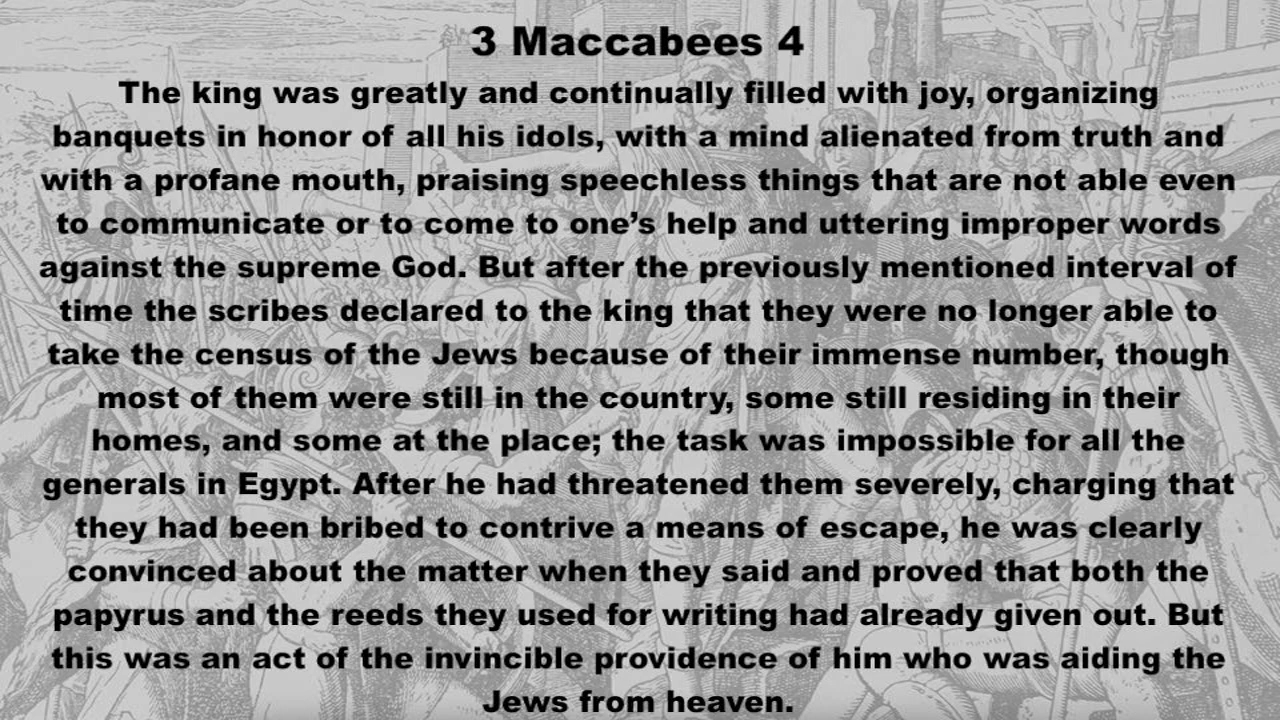 3 Maccabees 4
The king was greatly and continually filled with joy, organizing
banquets in honor of all his idols, with a mind alienated from truth and
with a profane mouth, praising speechless things that are not able even
to communicate or to come to one’s help and uttering improper words
against the supreme God. But after the previously mentioned interval of
time the scribes declared to the king that they were no longer able to
take the census of the Jews because of their immense number, though
most of them were still in the country, some still residing in their
homes, and some at the place; the task was impossible for all the
generals in Egypt. After he had threatened them severely, charging that
they had been bribed to contrive a means of escape, he was clearly
convinced about the matter when they said and proved that both the
papyrus and the reeds they used for writing had already given out. But
this was an act of the invincible providence of him who was aiding the
Jews from heaven.